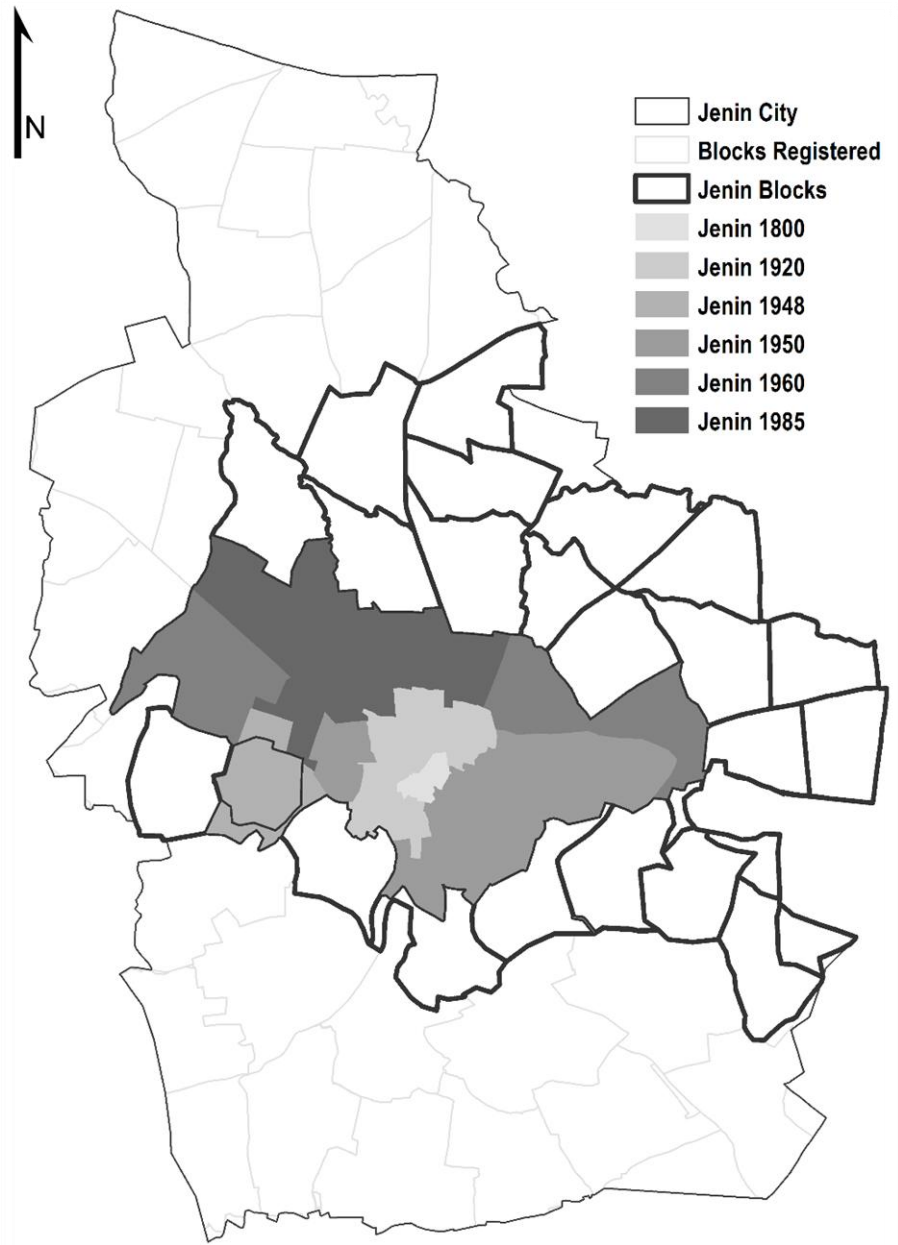 N
Jenin City
Blocks Registered
Jenin Blocks
Jenin 1800
Jenin 1920
Jenin 1948
Jenin 1950
Jenin 1960
Jenin 1985